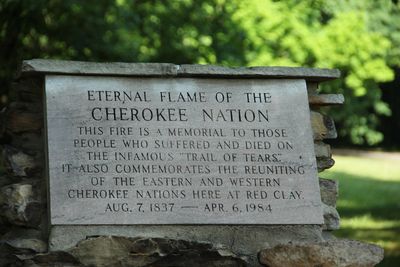 ETERNAL FLAME OF THE
CHEROKEE NATION
THIS FIRE IS A MEMORIAL TO THOSE
PEOPLE WHO SUFFERED AND DIED ON
THE INFAMOUS "TRAIL OF TEARS".
IT ALSO COMMEMORATES THE REUNITING
OF THE EASTERN AND WESTERN
CHEROKEE NATIONS HERE AT RED CLAY.
AUG. 7, 1837 — APR. 6, 1984